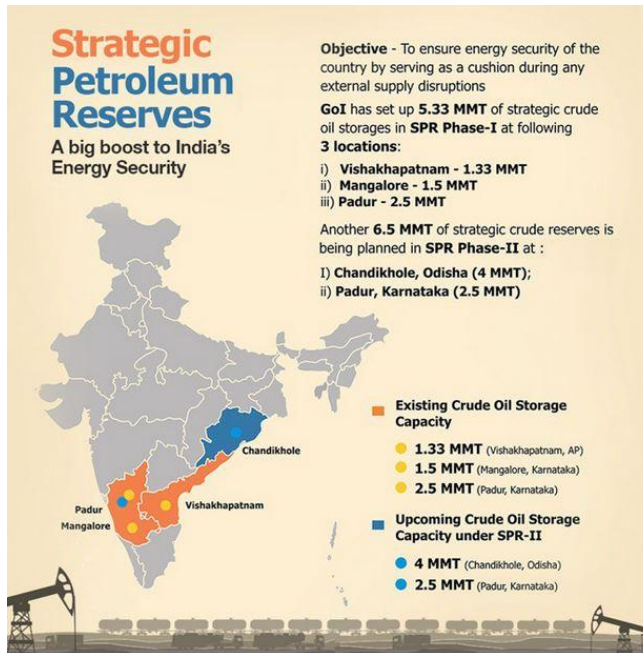 Strategic
Petroleum
Reserves
A big boost to India's
Energy Security
Objective - To ensure energy security of the
country by serving as a cushion during any
external supply disruptions
GoI has set up 5.33 MMT of strategic crude
oil storages in SPR Phase-I at following
3 locations:
i) Vishakhapatnam - 1.33 MMT
ii) Mangalore - 1.5 MMT
iii) Padur - 2.5 MMT
Another 6.5 MMT of strategic crude reserves is
being planned in SPR Phase-II at :
I) Chandikhole, Odisha (4 MMT);
ii) Padur, Karnataka (2.5 MMT)
Chandikhole
Padur
Mangalore
Vishakhapatnam
Existing Crude Oil Storage
Capacity
1.33 MMT (Vishakhapatnam, AP)
1.5 MMT (Mangalore, Karnataka)
2.5 MMT (Padur, Karnataka)
Upcoming Crude Oil Storage
Capacity under SPR-II
4 MMT (Chandikhole, Odisha)
2.5 MMT (Padur, Karnataka)